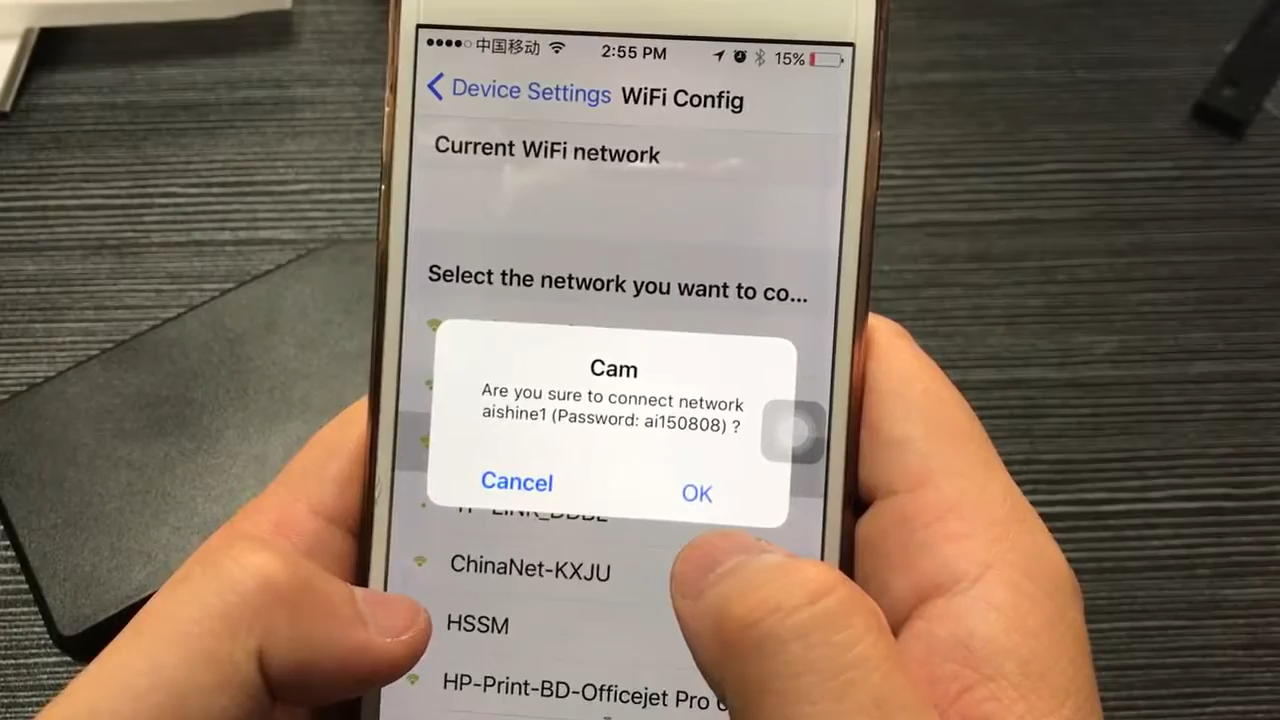 中国移动 2:55 PM 15%
Device Settings WiFi Config
Current WiFi network
Select the network you want to co...
Cam
Are you sure to connect network
aishine1 (Password: ai150808) ?
Cancel OK
ChinaNet-KXJU
HSSM
HP-Print-BD-Officejet Pro